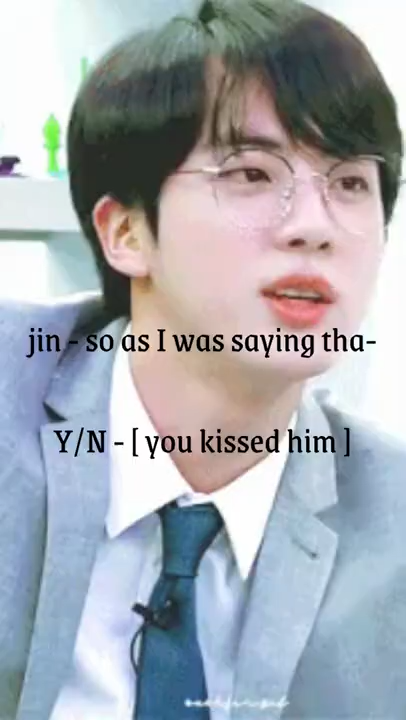 jin - so as I was saying tha-
Y/N - [ you kissed him ]